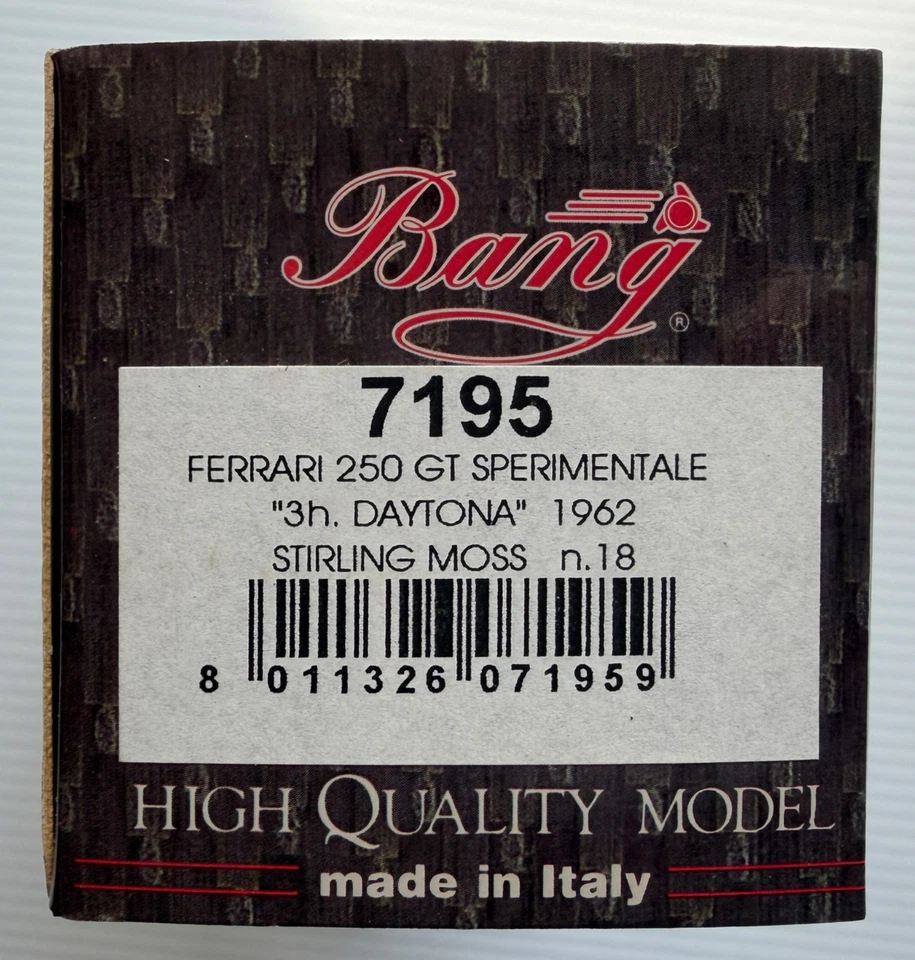 Bang ®
7195
FERRARI 250 GT SPERIMENTALE
"3h. DAYTONA" 1962
STIRLING MOSS n.18
8 011326 071959
HIGH QUALITY MODEL
made in Italy